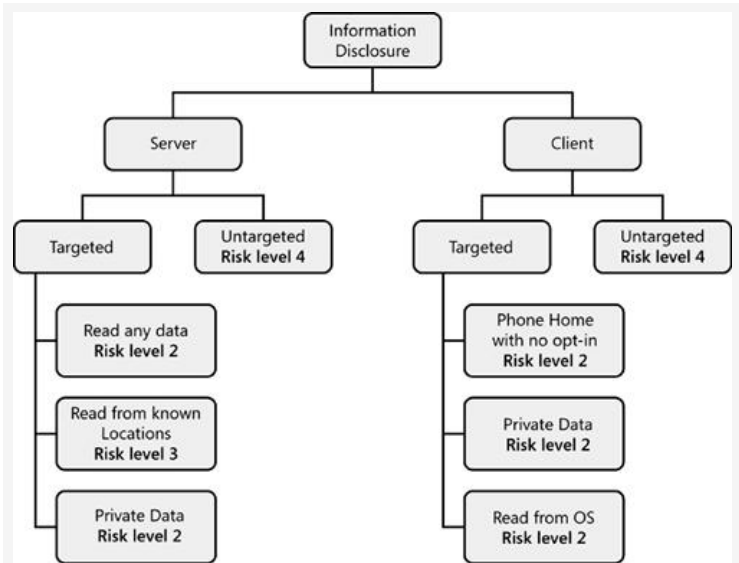 Information
Disclosure
Server
Client
Targeted
Untargeted
Risk level 4
Targeted
Untargeted
Risk level 4
Read any data
Risk level 2
Phone Home
with no opt-in
Risk level 2
Read from known
Locations
Risk level 3
Private Data
Risk level 2
Private Data
Risk level 2
Read from OS
Risk level 2